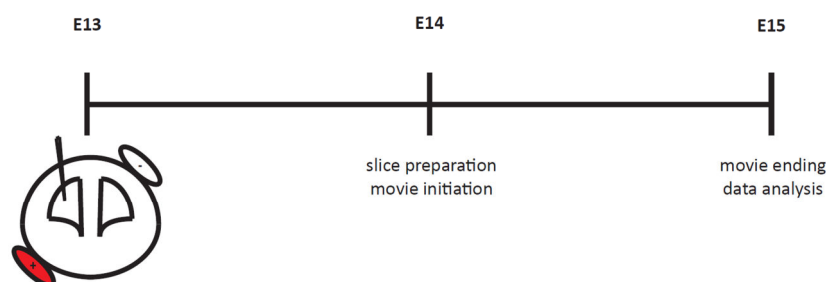 E13
E14
E15
slice preparation
movie initiation
movie ending
data analysis
-
+